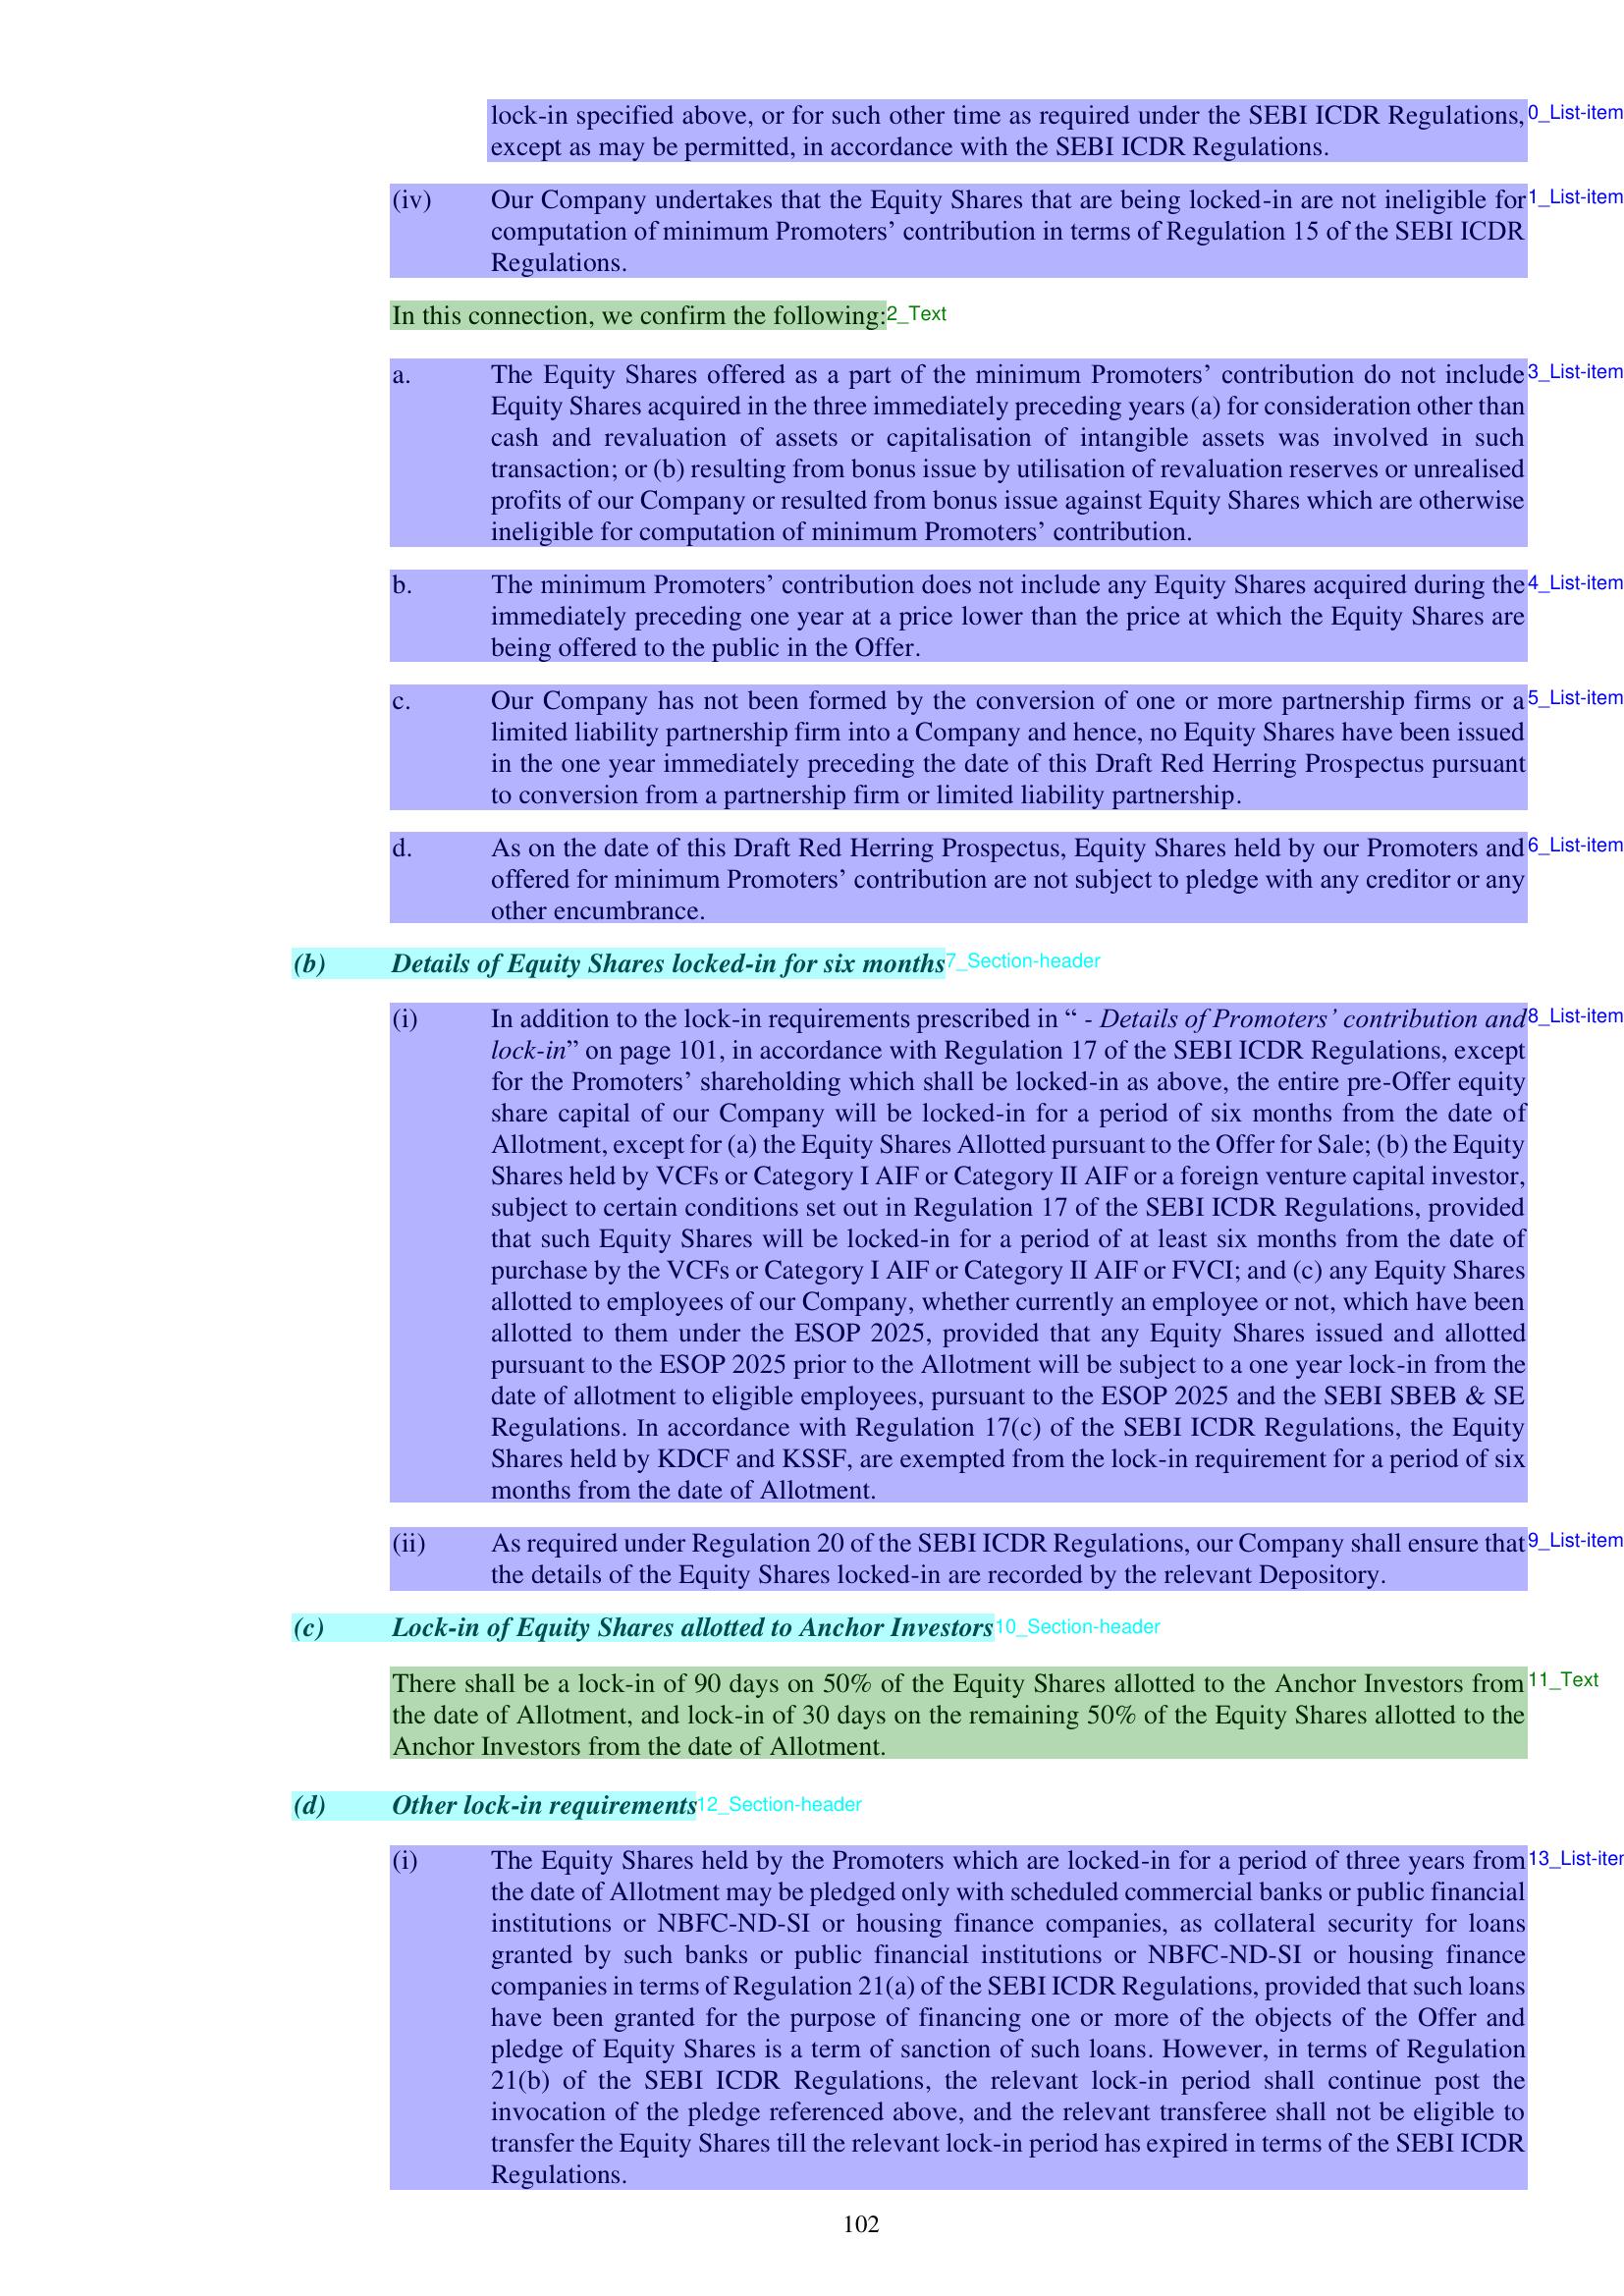 lock-in specified above, or for such other time as required under the SEBI ICDR Regulations, 0_List-item
except as may be permitted, in accordance with the SEBI ICDR Regulations.
(iv) Our Company undertakes that the Equity Shares that are being locked-in are not ineligible for 1_List-item
computation of minimum Promoters’ contribution in terms of Regulation 15 of the SEBI ICDR
Regulations.
In this connection, we confirm the following: 2_Text
a. The Equity Shares offered as a part of the minimum Promoters’ contribution do not include 3_List-item
Equity Shares acquired in the three immediately preceding years (a) for consideration other than
cash and revaluation of assets or capitalisation of intangible assets was involved in such
transaction; or (b) resulting from bonus issue by utilisation of revaluation reserves or unrealised
profits of our Company or resulted from bonus issue against Equity Shares which are otherwise
ineligible for computation of minimum Promoters’ contribution.
b. The minimum Promoters’ contribution does not include any Equity Shares acquired during the 4_List-item
immediately preceding one year at a price lower than the price at which the Equity Shares are
being offered to the public in the Offer.
c. Our Company has not been formed by the conversion of one or more partnership firms or a 5_List-item
limited liability partnership firm into a Company and hence, no Equity Shares have been issued
in the one year immediately preceding the date of this Draft Red Herring Prospectus pursuant
to conversion from a partnership firm or limited liability partnership.
d. As on the date of this Draft Red Herring Prospectus, Equity Shares held by our Promoters and 6_List-item
offered for minimum Promoters’ contribution are not subject to pledge with any creditor or any
other encumbrance.
(b) Details of Equity Shares locked-in for six months 7_Section-header
(i) In addition to the lock-in requirements prescribed in “ - Details of Promoters’ contribution and 8_List-item
lock-in” on page 101, in accordance with Regulation 17 of the SEBI ICDR Regulations, except
for the Promoters’ shareholding which shall be locked-in as above, the entire pre-Offer equity
share capital of our Company will be locked-in for a period of six months from the date of
Allotment, except for (a) the Equity Shares Allotted pursuant to the Offer for Sale; (b) the Equity
Shares held by VCFs or Category I AIF or Category II AIF or a foreign venture capital investor,
subject to certain conditions set out in Regulation 17 of the SEBI ICDR Regulations, provided
that such Equity Shares will be locked-in for a period of at least six months from the date of
purchase by the VCFs or Category I AIF or Category II AIF or FVCI; and (c) any Equity Shares
allotted to employees of our Company, whether currently an employee or not, which have been
allotted to them under the ESOP 2025, provided that any Equity Shares issued and allotted
pursuant to the ESOP 2025 prior to the Allotment will be subject to a one year lock-in from the
date of allotment to eligible employees, pursuant to the ESOP 2025 and the SEBI SBEB & SE
Regulations. In accordance with Regulation 17(c) of the SEBI ICDR Regulations, the Equity
Shares held by KDCF and KSSF, are exempted from the lock-in requirement for a period of six
months from the date of Allotment.
(ii) As required under Regulation 20 of the SEBI ICDR Regulations, our Company shall ensure that 9_List-item
the details of the Equity Shares locked-in are recorded by the relevant Depository.
(c) Lock-in of Equity Shares allotted to Anchor Investors 10_Section-header
There shall be a lock-in of 90 days on 50% of the Equity Shares allotted to the Anchor Investors from 11_Text
the date of Allotment, and lock-in of 30 days on the remaining 50% of the Equity Shares allotted to the
Anchor Investors from the date of Allotment.
(d) Other lock-in requirements 12_Section-header
(i) The Equity Shares held by the Promoters which are locked-in for a period of three years from 13_List-iter
the date of Allotment may be pledged only with scheduled commercial banks or public financial
institutions or NBFC-ND-SI or housing finance companies, as collateral security for loans
granted by such banks or public financial institutions or NBFC-ND-SI or housing finance
companies in terms of Regulation 21(a) of the SEBI ICDR Regulations, provided that such loans
have been granted for the purpose of financing one or more of the objects of the Offer and
pledge of Equity Shares is a term of sanction of such loans. However, in terms of Regulation
21(b) of the SEBI ICDR Regulations, the relevant lock-in period shall continue post the
invocation of the pledge referenced above, and the relevant transferee shall not be eligible to
transfer the Equity Shares till the relevant lock-in period has expired in terms of the SEBI ICDR
Regulations.
102